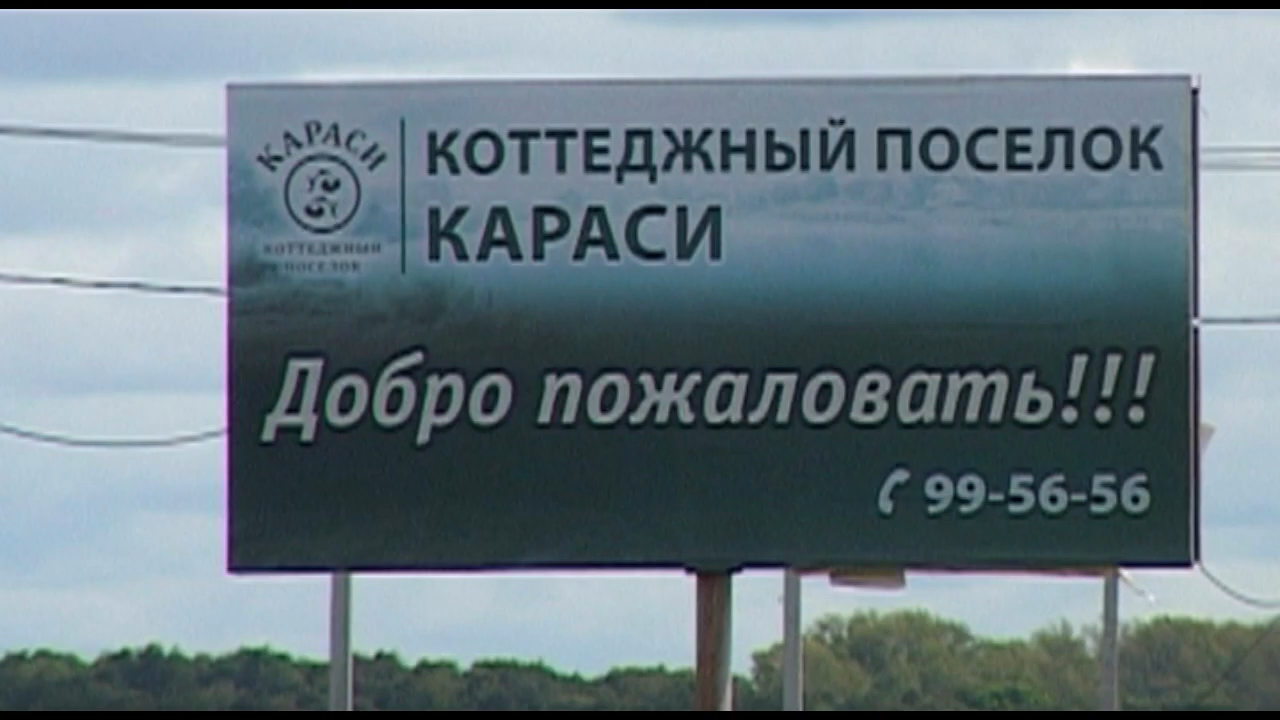 КАРАСИ
КОТТЕДЖНЫЙ
ПОСЕЛОК
КОТТЕДЖНЫЙ ПОСЕЛОК
КАРАСИ
Добро пожаловать!!!
99-56-56